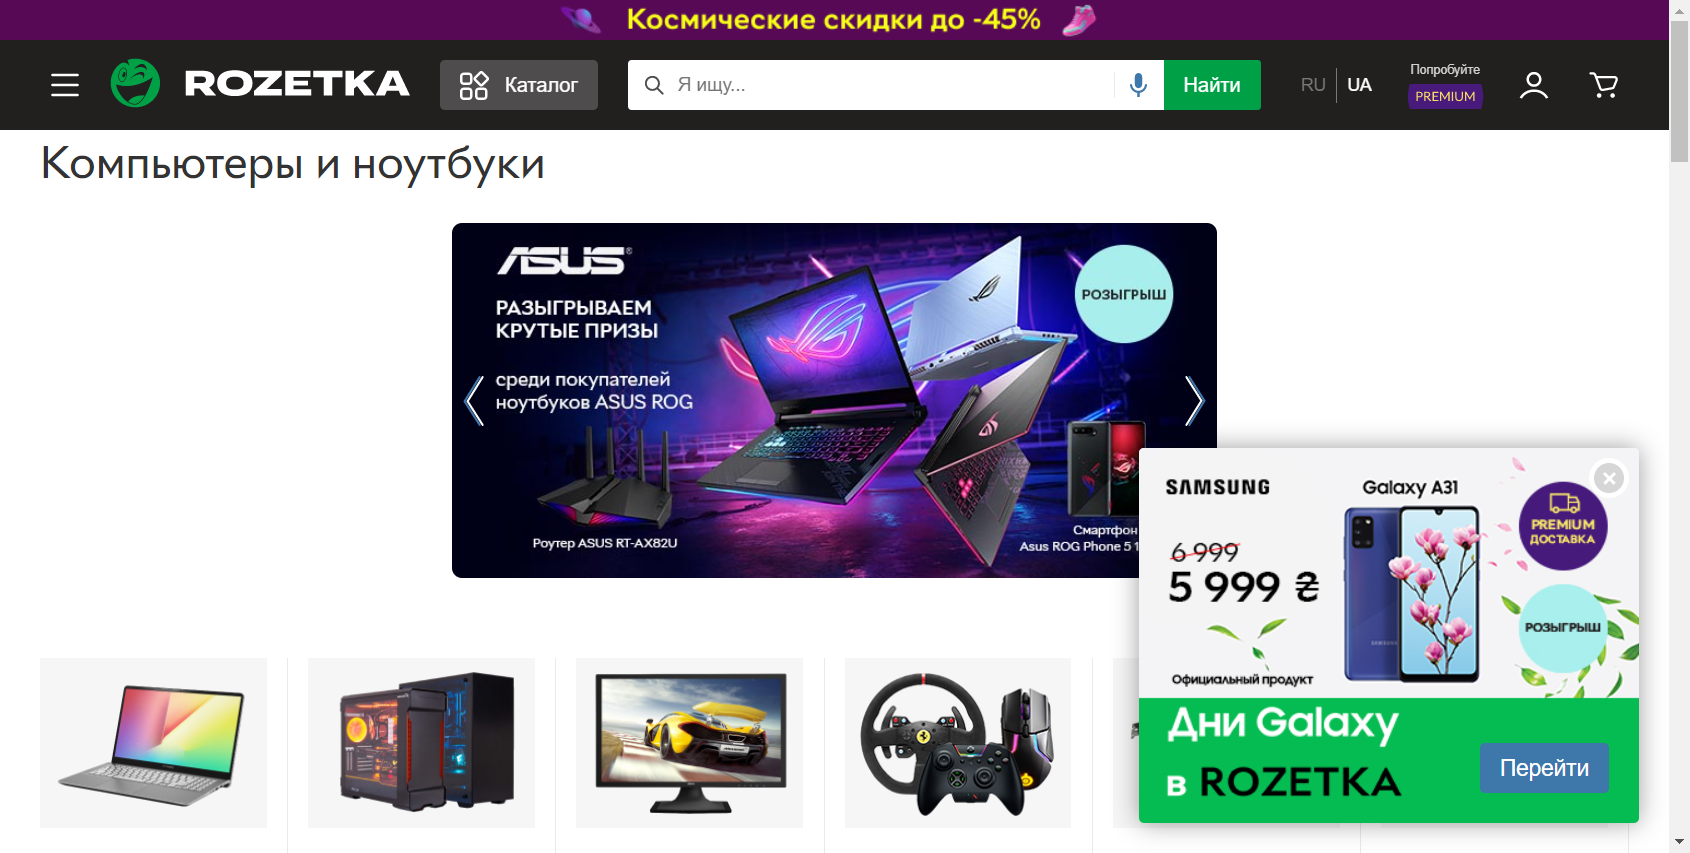 Космические скидки до -45%
ROZETKA
Каталог
Я ищу...
Найти
RU
UA
Попробуйте
PREMIUM
Компьютеры и ноутбуки
ASUS
РАЗЫГРЫВАЕМ
КРУТЫЕ ПРИЗЫ
среди покупателей
ноутбуков ASUS ROG
РОЗЫГРЫШ
Роутер ASUS RT-AX82U
Смартфон
Asus ROG Phone 5 1
SAMSUNG
Galaxy A31
PREMIUM
ДОСТАВКА
6 999
5 999 ₴
РОЗЫГРЫШ
SAMSUNG
Официальный продукт
Дни Galaxy
в ROZETKA
Перейти